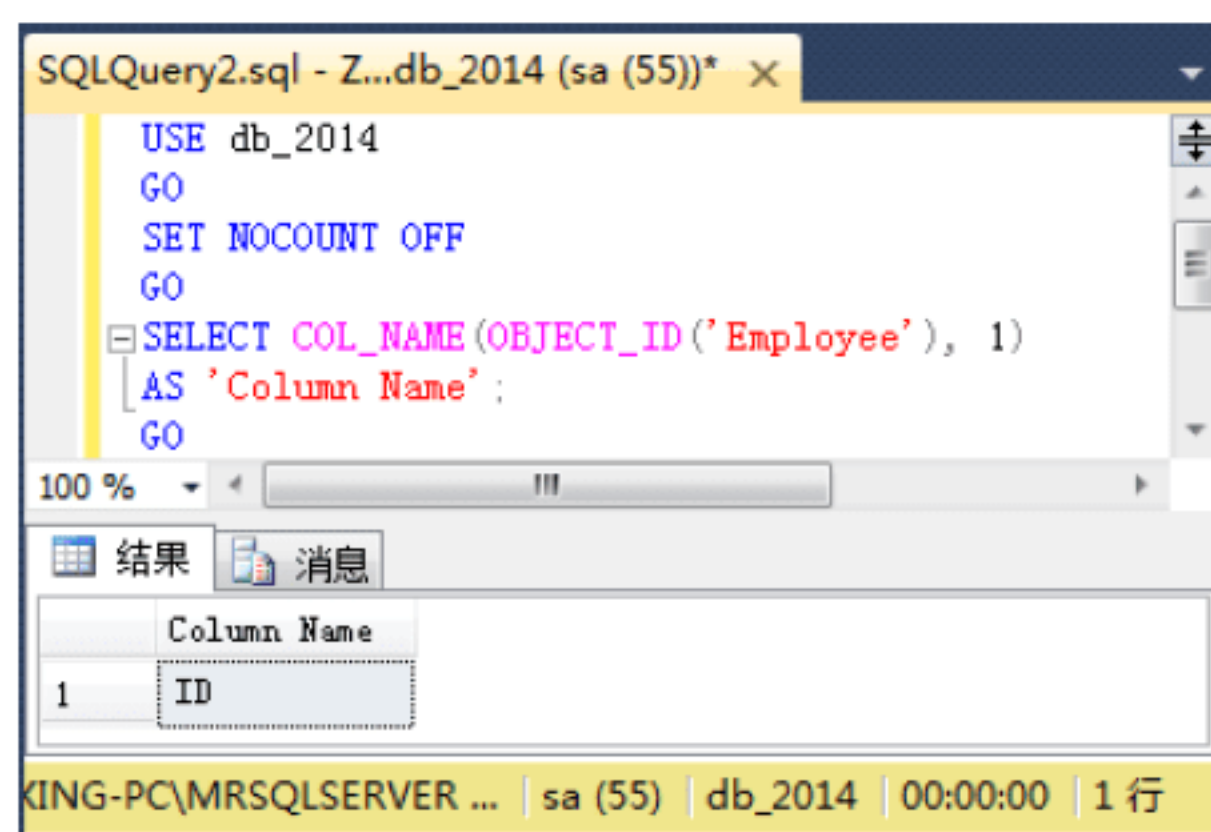 SQLQuery2.sql - Z...db_2014 (sa (55))*
USE db_2014
GO
SET NOCOUNT OFF
GO
SELECT COL_NAME(OBJECT_ID('Employee'), 1)
AS 'Column Name';
GO
100 %
结果 消息
Column Name
1 ID
KING-PC\MRSQLSERVER ... sa (55) db_2014 00:00:00 1 行